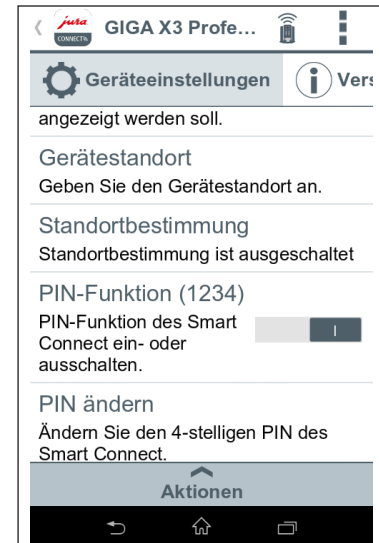 jura
CONNECT
GIGA X3 Profe...
Geräteeinstellungen
Vers
angezeigt werden soll.
Gerätestandort
Geben Sie den Gerätestandort an.
Standortbestimmung
Standortbestimmung ist ausgeschaltet
PIN-Funktion (1234)
PIN-Funktion des Smart
Connect ein- oder
ausschalten.
I
PIN ändern
Ändern Sie den 4-stelligen PIN des
Smart Connect.
Aktionen